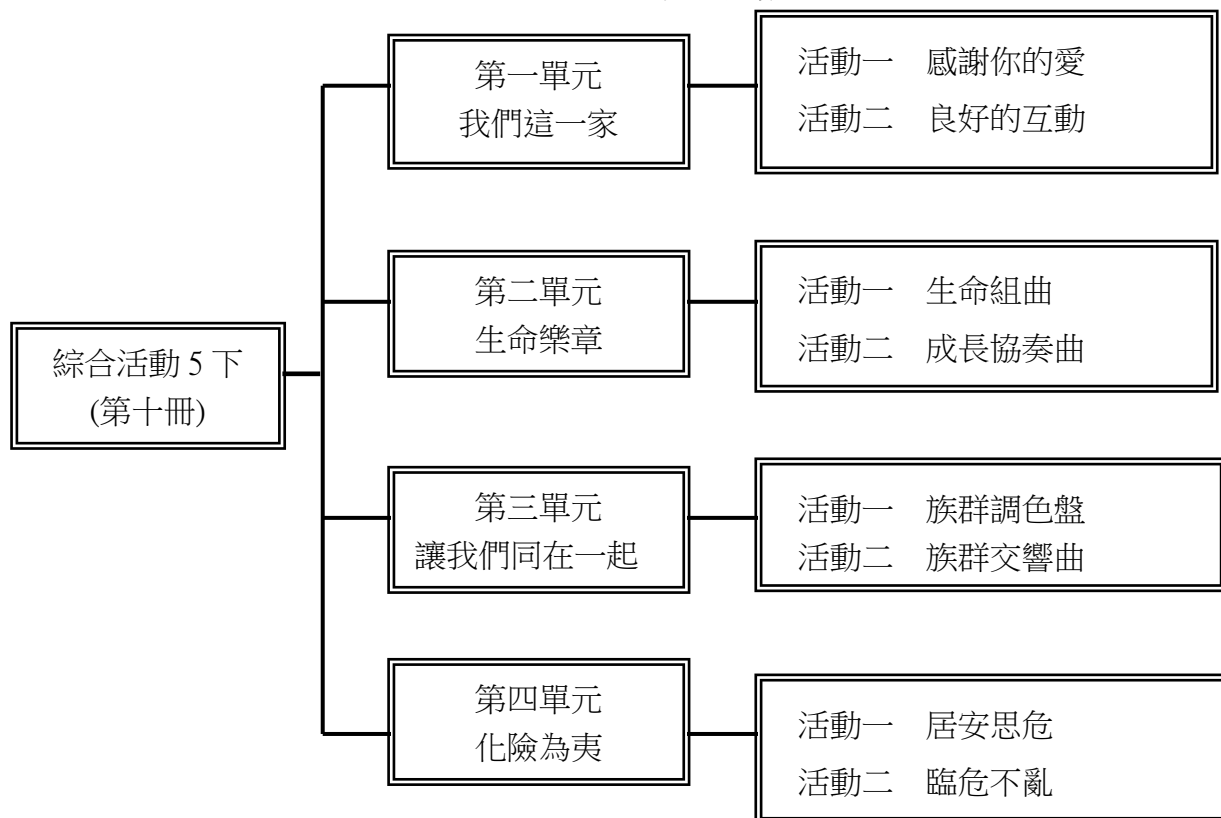 綜合活動 5 下
(第十冊)
第一單元
我們這一家
活動一　感謝你的愛
活動二　良好的互動
第二單元
生命樂章
活動一　生命組曲
活動二　成長協奏曲
第三單元
讓我們同在一起
活動一　族群調色盤
活動二　族群交響曲
第四單元
化險為夷
活動一　居安思危
活動二　臨危不亂